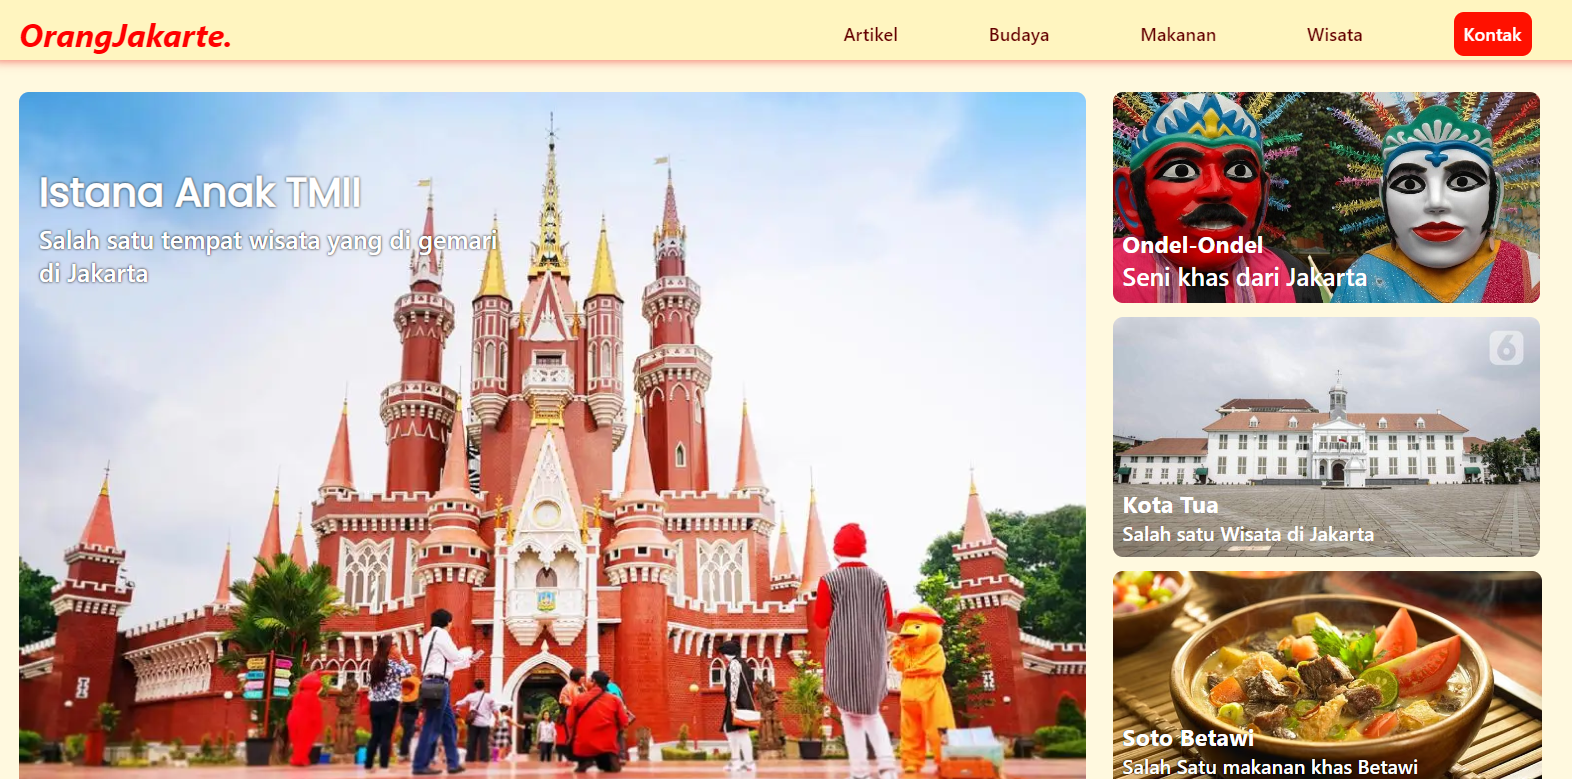 OrangJakarte.
Artikel
Budaya
Makanan
Wisata
Kontak
Istana Anak TMII
Salah satu tempat wisata yang di gemari
di Jakarta
Ondel-Ondel
Seni khas dari Jakarta
6
Kota Tua
Salah satu Wisata di Jakarta
Soto Betawi
Salah Satu makanan khas Betawi